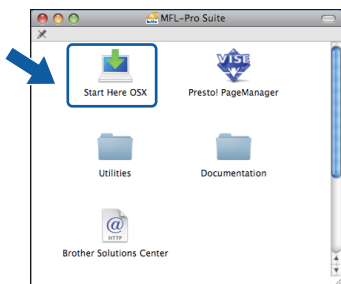 MFL-Pro Suite
Start Here OSX
VISE
Presto! PageManager
Utilities
Documentation
@
HTTP
Brother Solutions Center